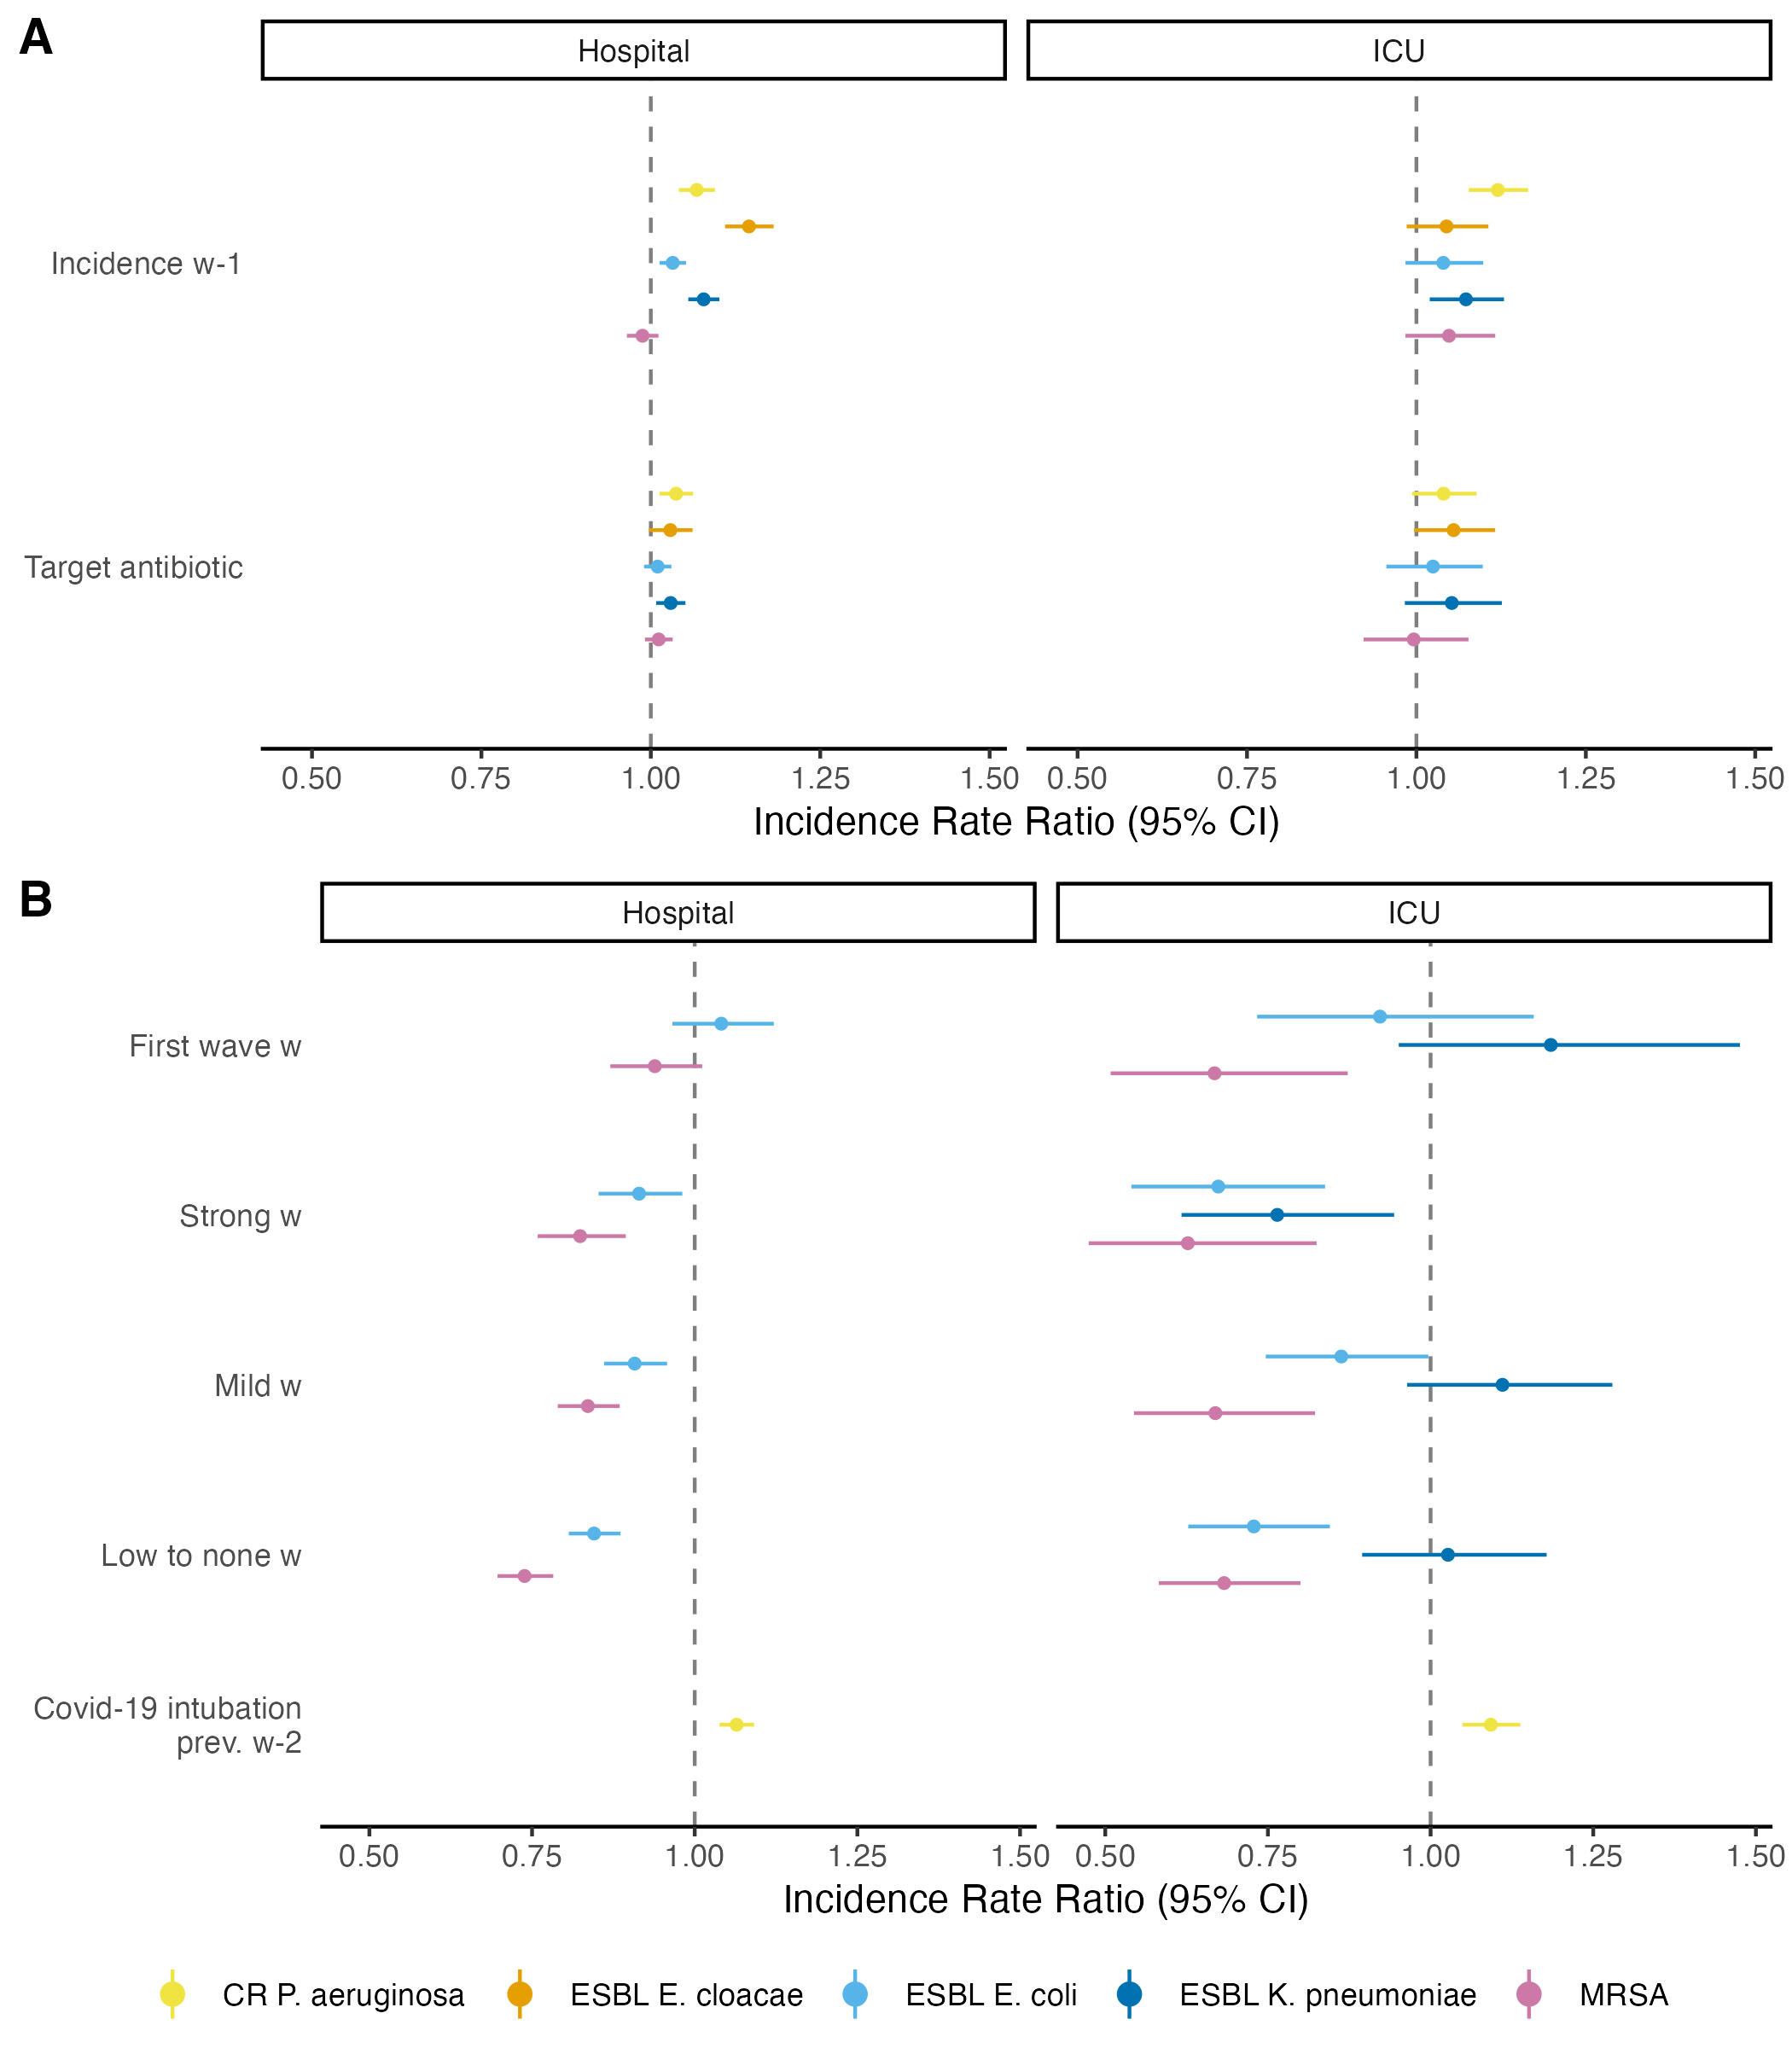 A
Hospital
ICU
Incidence w-1
Target antibiotic
0.50 0.75 1.00 1.25 1.50 0.50 0.75 1.00 1.25 1.50
Incidence Rate Ratio (95% CI)
B
Hospital
ICU
First wave w
Strong w
Mild w
Low to none w
Covid-19 intubation
prev. w-2
0.50 0.75 1.00 1.25 1.50 0.50 0.75 1.00 1.25 1.50
Incidence Rate Ratio (95% CI)
CR P. aeruginosa ESBL E. cloacae ESBL E. coli ESBL K. pneumoniae MRSA